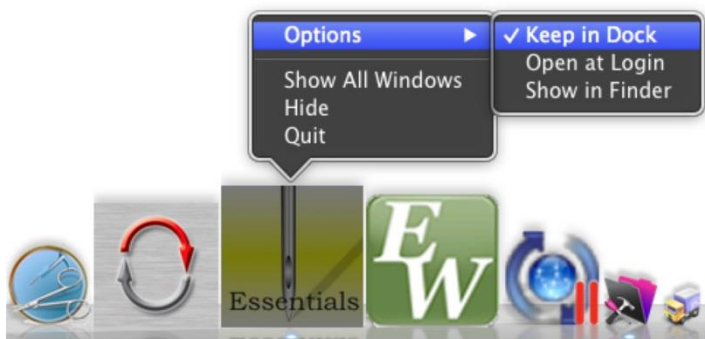 Options
Keep in Dock
Open at Login
Show in Finder
Show All Windows
Hide
Quit
Essentials
EW